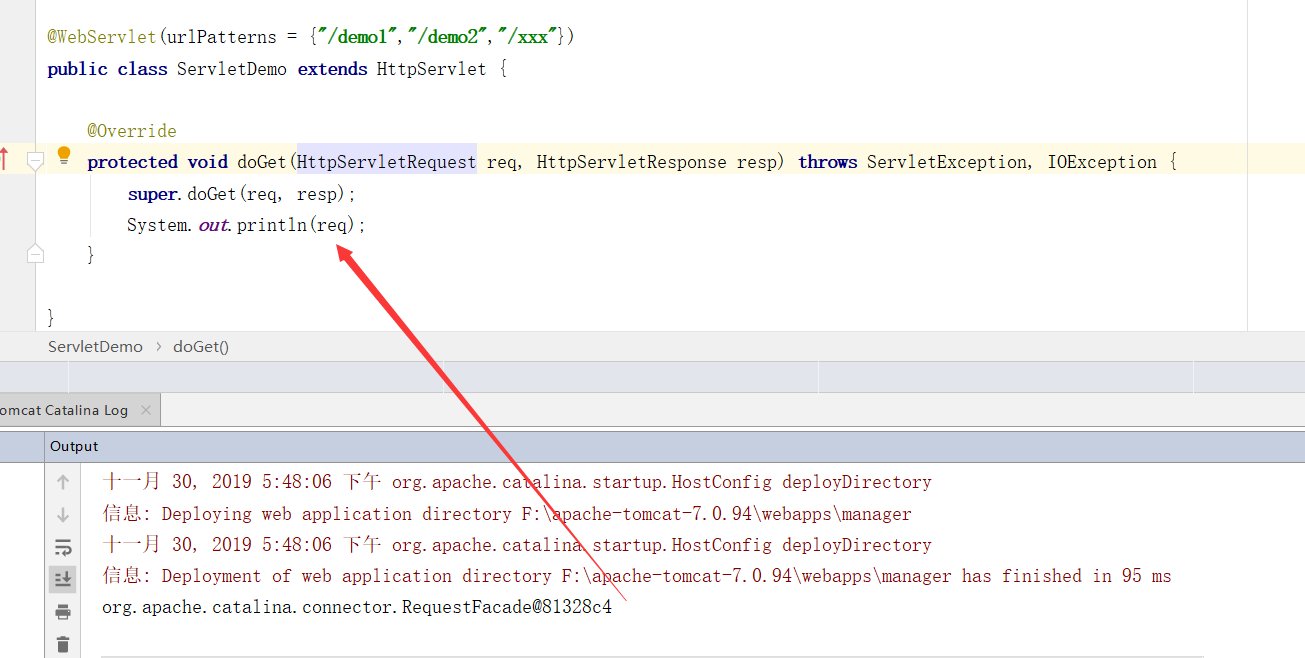 @WebServlet(urlPatterns = {"/demo1","/demo2","/xxx"})
public class ServletDemo extends HttpServlet {
@Override
protected void doGet(HttpServletRequest req, HttpServletResponse resp) throws ServletException, IOException {
super.doGet(req, resp);
System.out.println(req);
}
}
ServletDemo › doGet()
omcat Catalina Log ×
Output
十一月 30, 2019 5:48:06 下午 org.apache.catalina.startup.HostConfig deployDirectory
信息: Deploying web application directory F:\apache-tomcat-7.0.94\webapps\manager
十一月 30, 2019 5:48:06 下午 org.apache.catalina.startup.HostConfig deployDirectory
信息: Deployment of web application directory F:\apache-tomcat-7.0.94\webapps\manager has finished in 95 ms
org.apache.catalina.connector.RequestFacade@81328c4